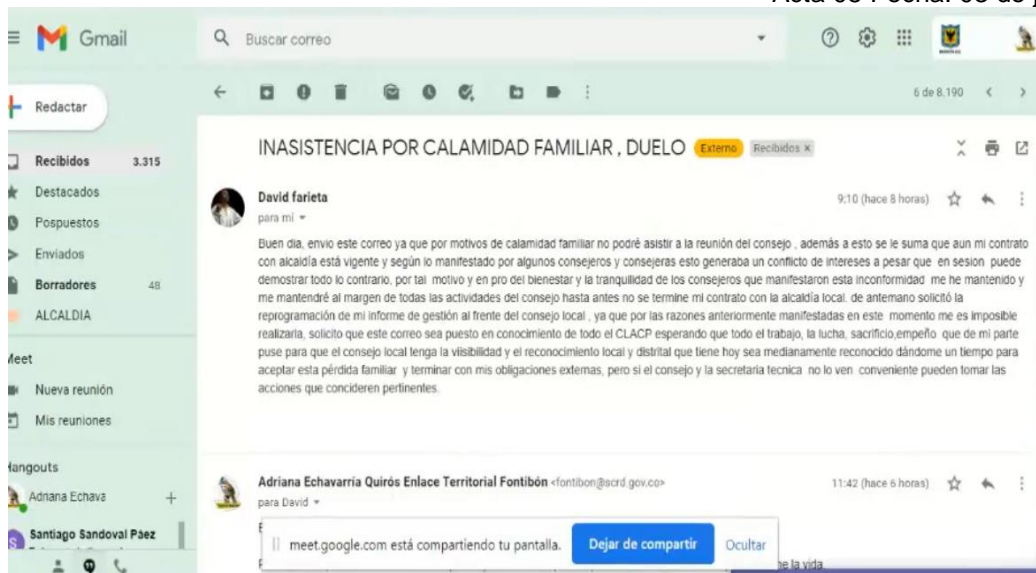 Gmail
Buscar correo
Redactar
6 de 8.190
Recibidos 3.315
INASISTENCIA POR CALAMIDAD FAMILIAR , DUELO Externo Recibidos x
Destacados
David farieta
9:10 (hace 8 horas)
para mí
Pospuestos
Enviados
Borradores 48
ALCALDIA
Buen dia, envio este correo ya que por motivos de calamidad familiar no podré asistir a la reunión del consejo , además a esto se le suma que aun mi contrato
con alcaldía está vigente y según lo manifestado por algunos consejeros y consejeras esto generaba un conflicto de intereses a pesar que en sesion puede
demostrar todo lo contrario, por tal motivo y en pro del bienestar y la tranquilidad de los consejeros que manifestaron esta inconformidad me he mantenido y
me mantendré al margen de todas las actividades del consejo hasta antes no se termine mi contrato con la alcaldía local. de antemano solicitó la
reprogramación de mi informe de gestión al frente del consejo local , ya que por las razones anteriormente manifestadas en este momento me es imposible
realizarla, solicito que este correo sea puesto en conocimiento de todo el CLACP esperando que todo el trabajo, la lucha, sacrificio,empeño que de mi parte
puse para que el consejo local tenga la viisibilidad y el reconocimiento local y distrital que tiene hoy sea medianamente reconocido dándome un tiempo para
aceptar esta pérdida familiar y terminar con mis obligaciones externas, pero si el consejo y la secretaria tecnica no lo ven conveniente pueden tomar las
acciones que concideren pertinentes.
Meet
Nueva reunión
Mis reuniones
Hangouts
Adriana Echava
Santiago Sandoval Páez
Adriana Echavarría Quirós Enlace Territorial Fontibón <fontibon@scrd.gov.co>
11:42 (hace 6 horas)
para David
meet.google.com está compartiendo tu pantalla. Dejar de compartir Ocultar
la vida.